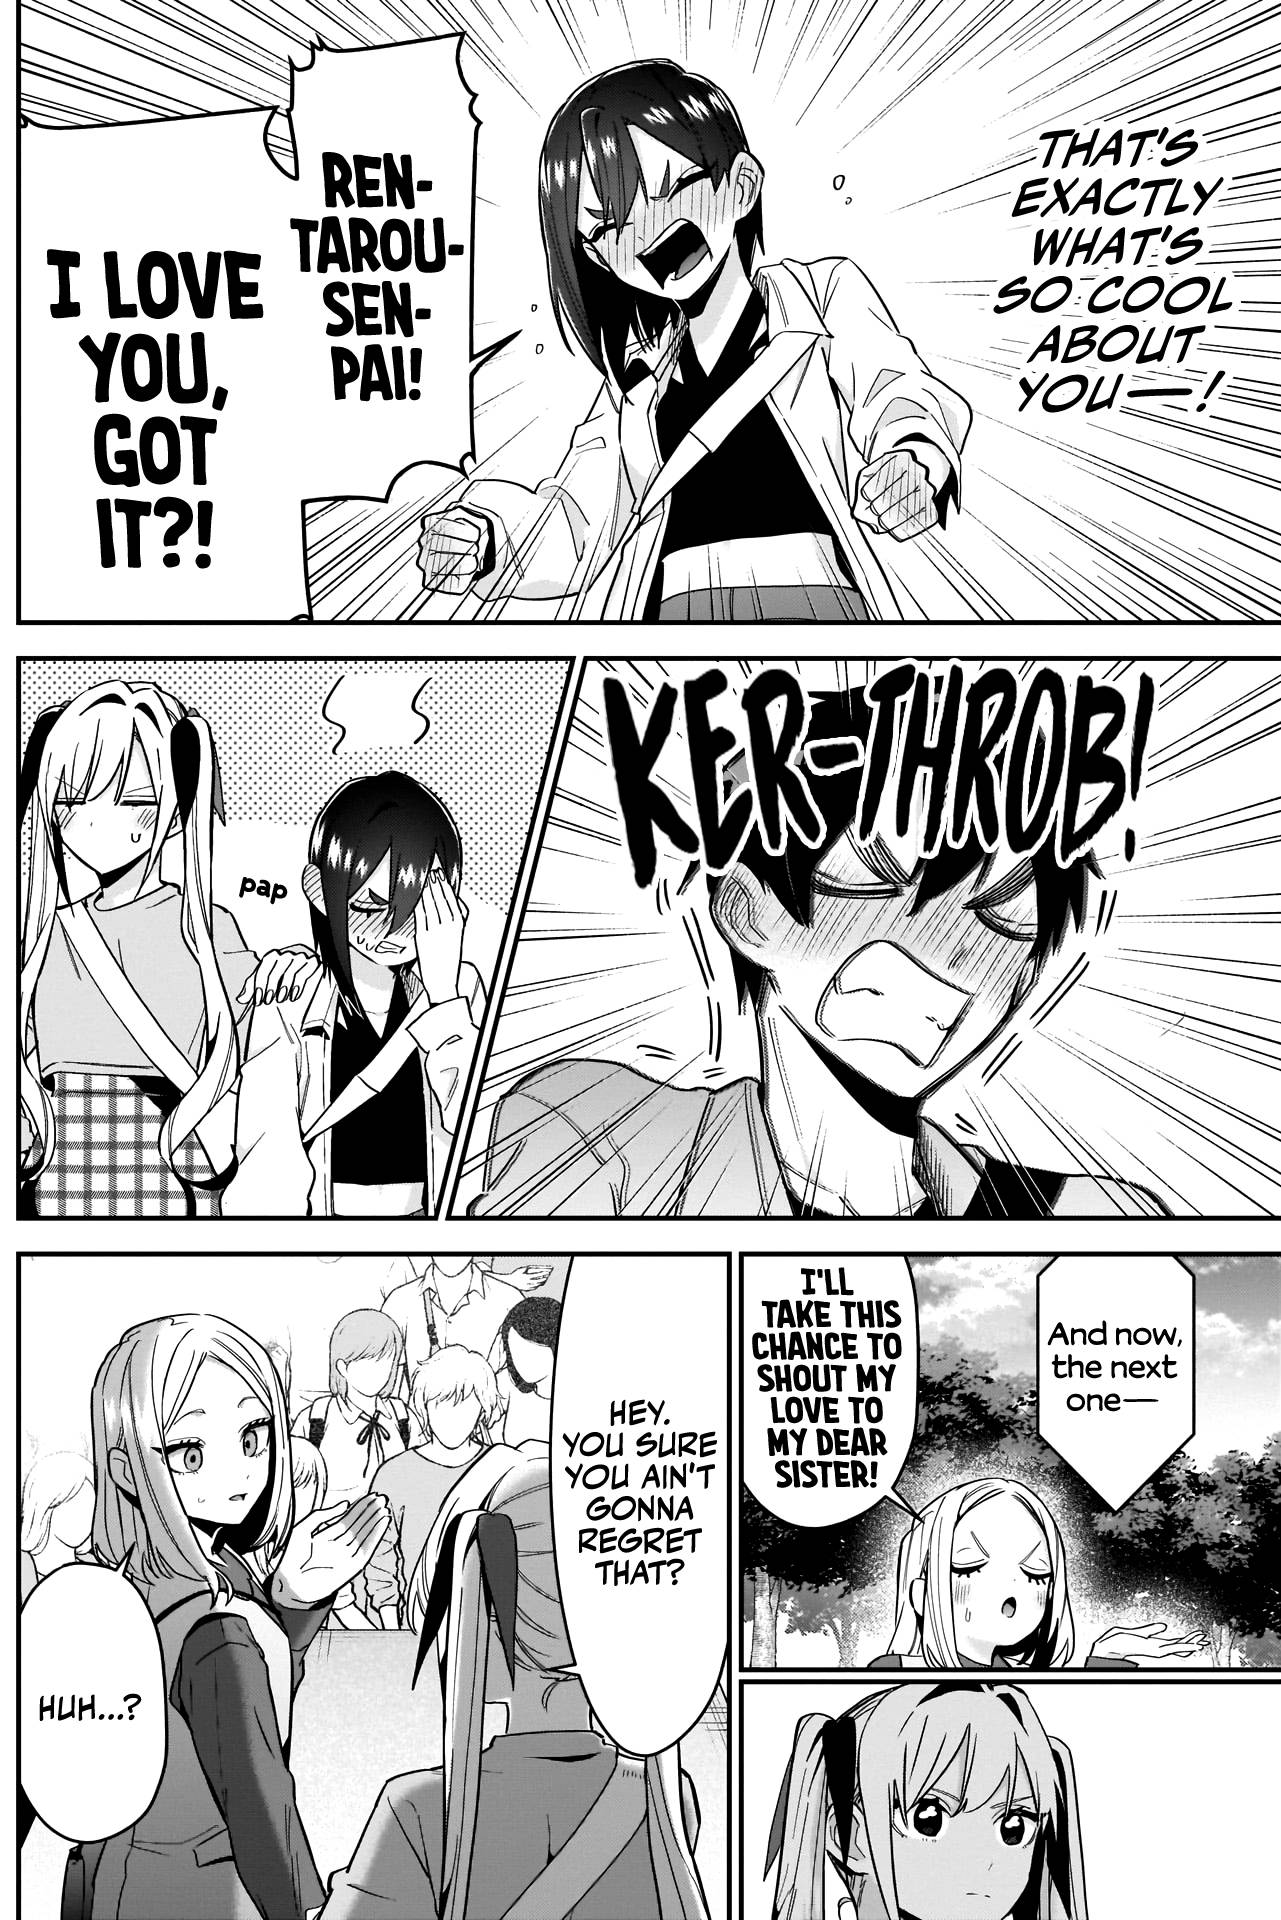 THAT'S
EXACTLY
WHAT'S
SO COOL
ABOUT
YOU—!
REN-
TAROU-
SEN-
PAI!
I LOVE
YOU,
GOT
IT?!
KER-THROB!
pap
And now,
the next
one—
I'LL
TAKE THIS
CHANCE TO
SHOUT MY
LOVE TO
MY DEAR
SISTER!
HEY.
YOU SURE
YOU AIN'T
GONNA
REGRET
THAT?
HUH...?